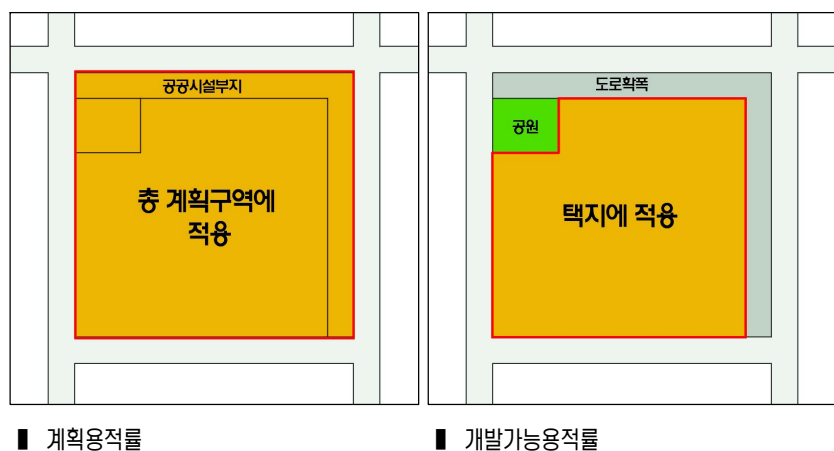 공공시설부지
총 계획구역에
적용
계획용적률
도로확폭
공원
택지에 적용
개발가능용적률